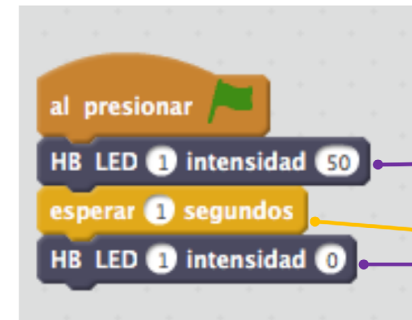 al presionar
HB LED 1 intensidad 50
esperar 1 segundos
HB LED 1 intensidad 0